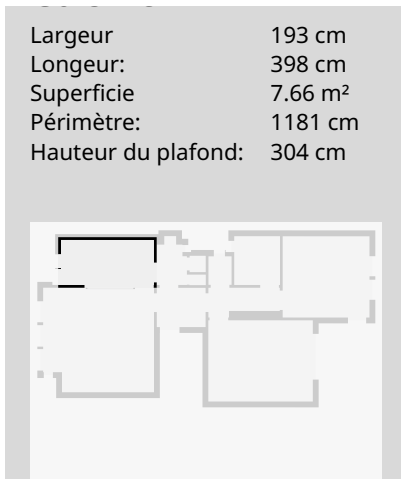 Largeur 193 cm
Longeur: 398 cm
Superficie 7.66 m²
Périmètre: 1181 cm
Hauteur du plafond: 304 cm